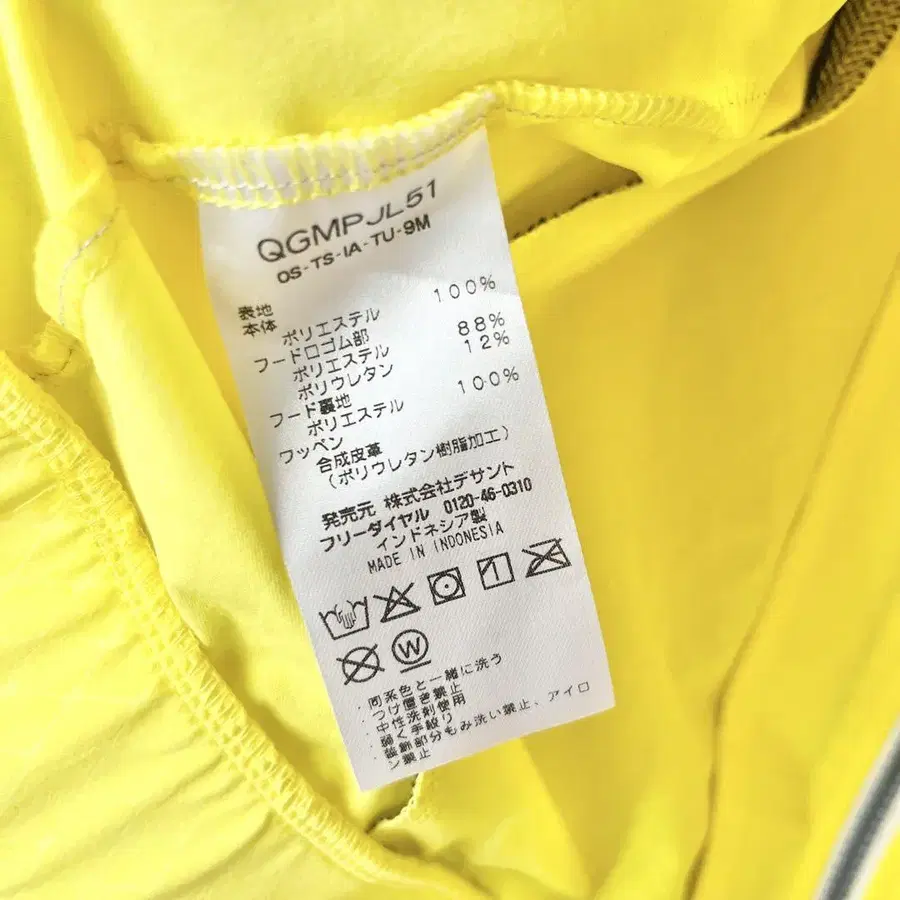 QGMPJL51
OS-TS-IA-TU-9M
表地
本体
ポリエステル 100%
フード口ゴム部
ポリエステル 88%
ポリウレタン 12%
フード裏地
ポリエステル 100%
ワッペン
合成皮革
(ポリウレタン樹脂加工)
発売元 株式会社デサント
フリーダイヤル 0120-46-0310
インドネシア製
MADE IN INDONESIA
1
W
・同系色と一緒に洗う
・つけ置き禁止
・中性洗剤使用
・弱く手絞り
・装飾部分もみ洗い禁止、アイロ
ン禁止